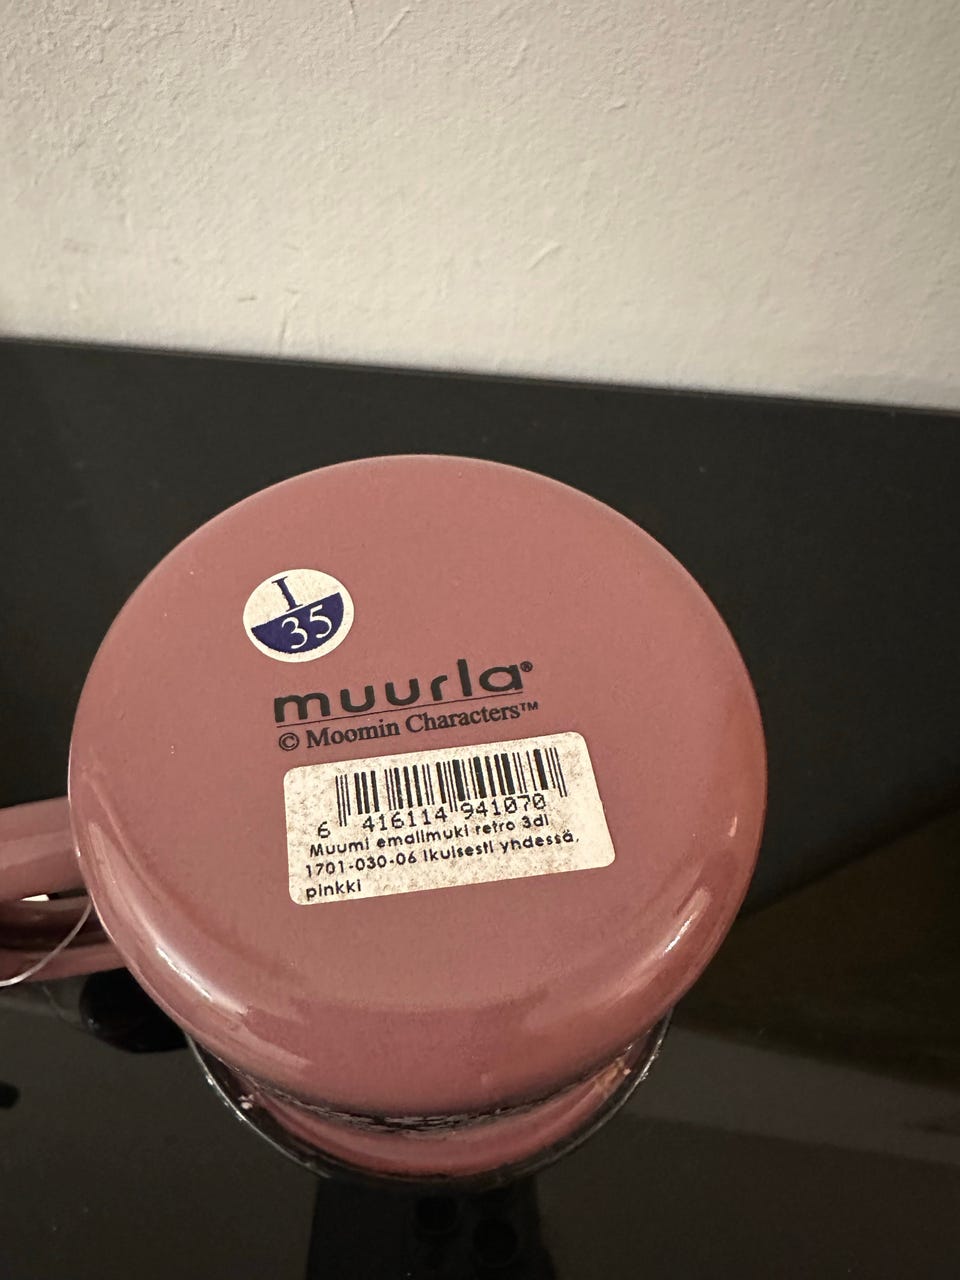 I
35
muurla®
© Moomin Characters™
6 416114 941070
Muumi emalimuki retro 3dl
1701-030-06 Ikuisesti yhdessä,
pinkki